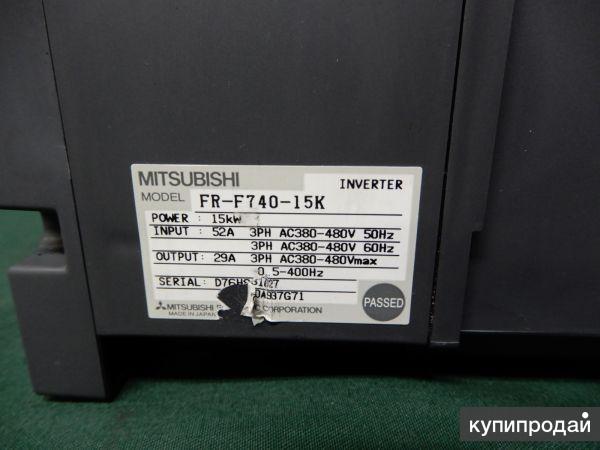 MITSUBISHI INVERTER
MODEL FR-F740-15K
POWER : 15kW
INPUT : 52A 3PH AC380-480V 50Hz
3PH AC380-480V 60Hz
OUTPUT: 29A 3PH AC380-480Vmax
0.5-400Hz
SERIAL:
PASSED
MITSUBISHI CORPORATION
MADE IN JAPAN
купипродай